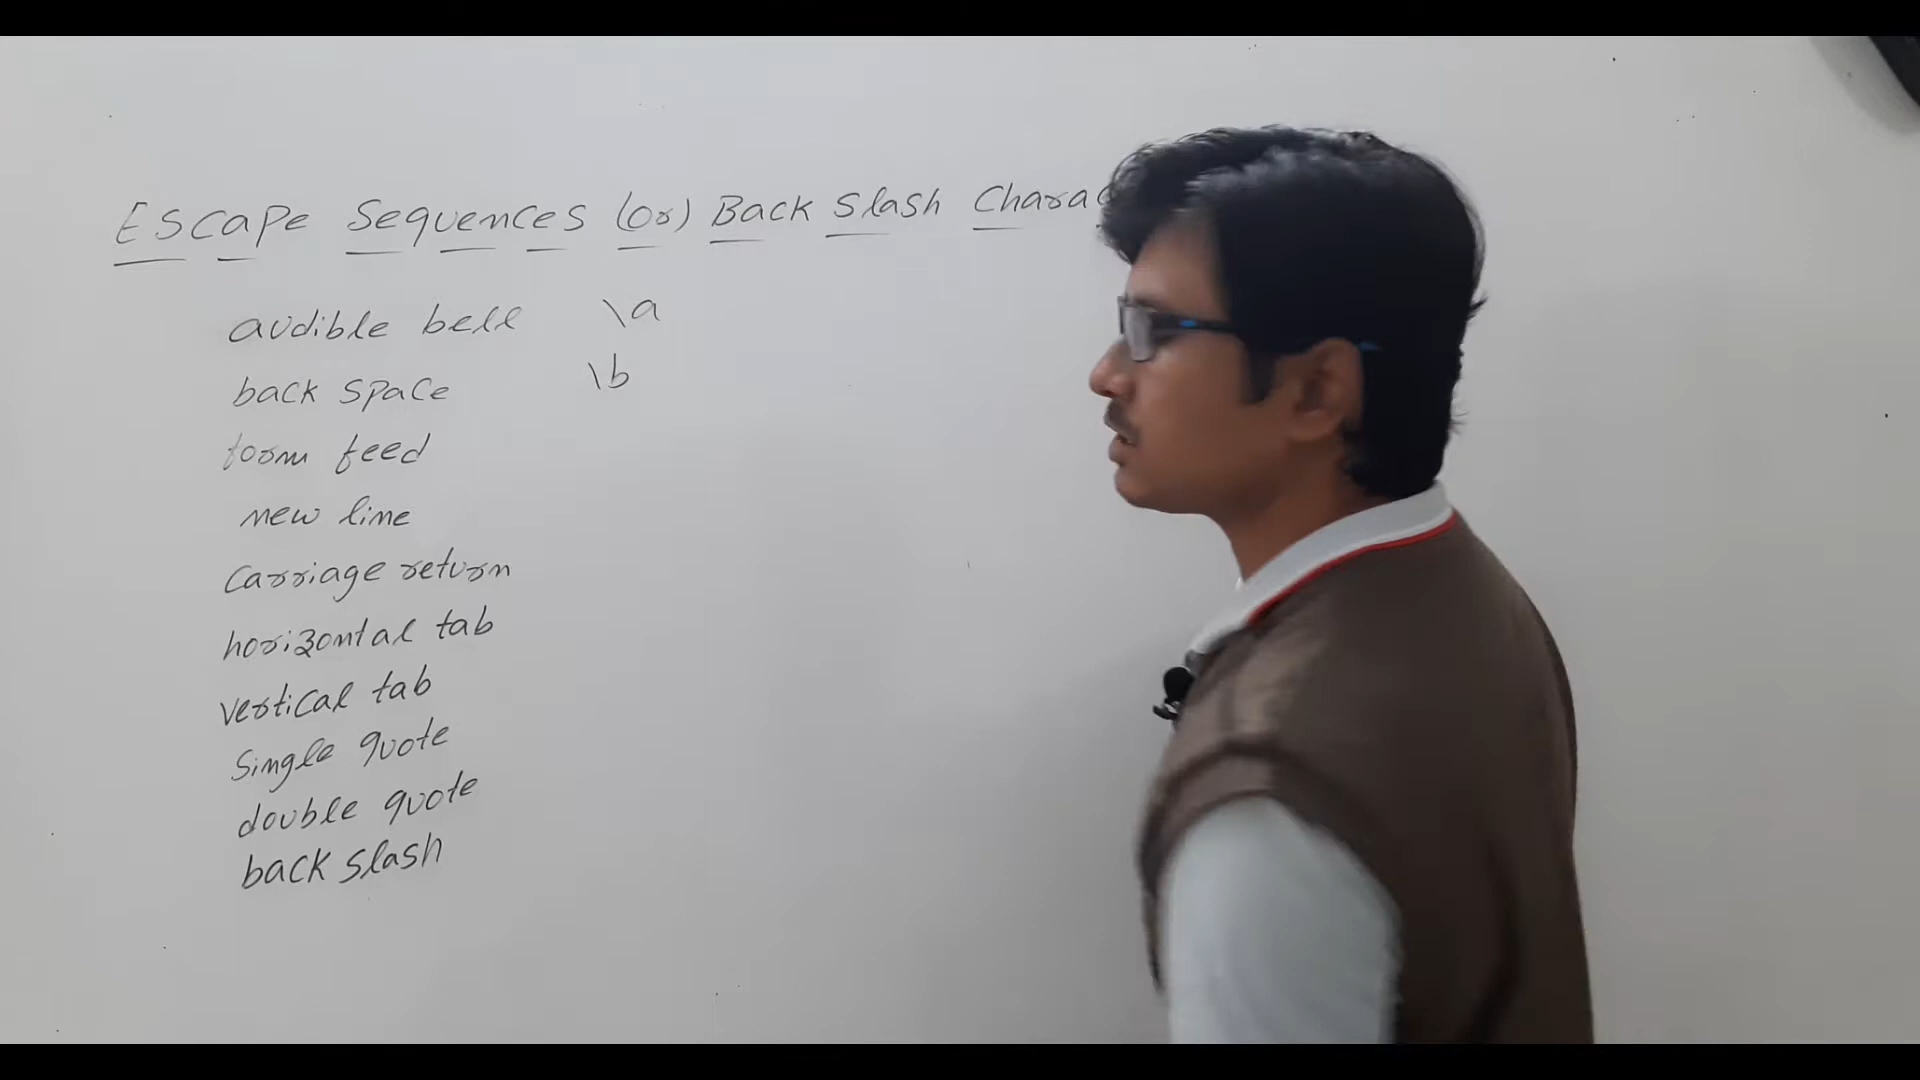 Escape Sequences (or) Back Slash Charac
audible bell \a
back space \b
form feed
new line
carriage return
horizontal tab
vertical tab
single quote
double quote
back slash